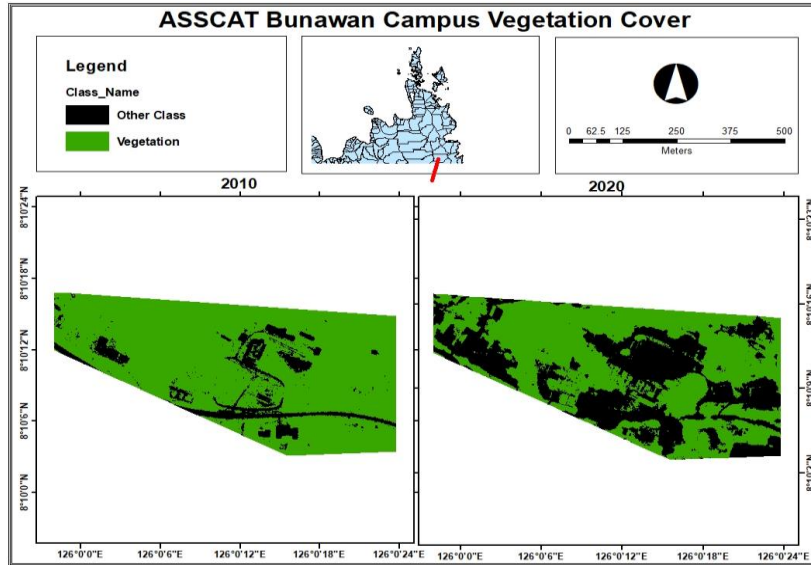 ASSCAT Bunawan Campus Vegetation Cover
Legend
Class_Name
Other Class
Vegetation
0 62.5 125 250 375 500
Meters
2010
2020
8°10'24"N
8°10'18"N
8°10'12"N
8°10'6"N
8°10'0"N
126°0'0"E 126°0'6"E 126°0'12"E 126°0'18"E 126°0'24"E
126°0'0"E 126°0'6"E 126°0'12"E 126°0'18"E 126°0'24"E